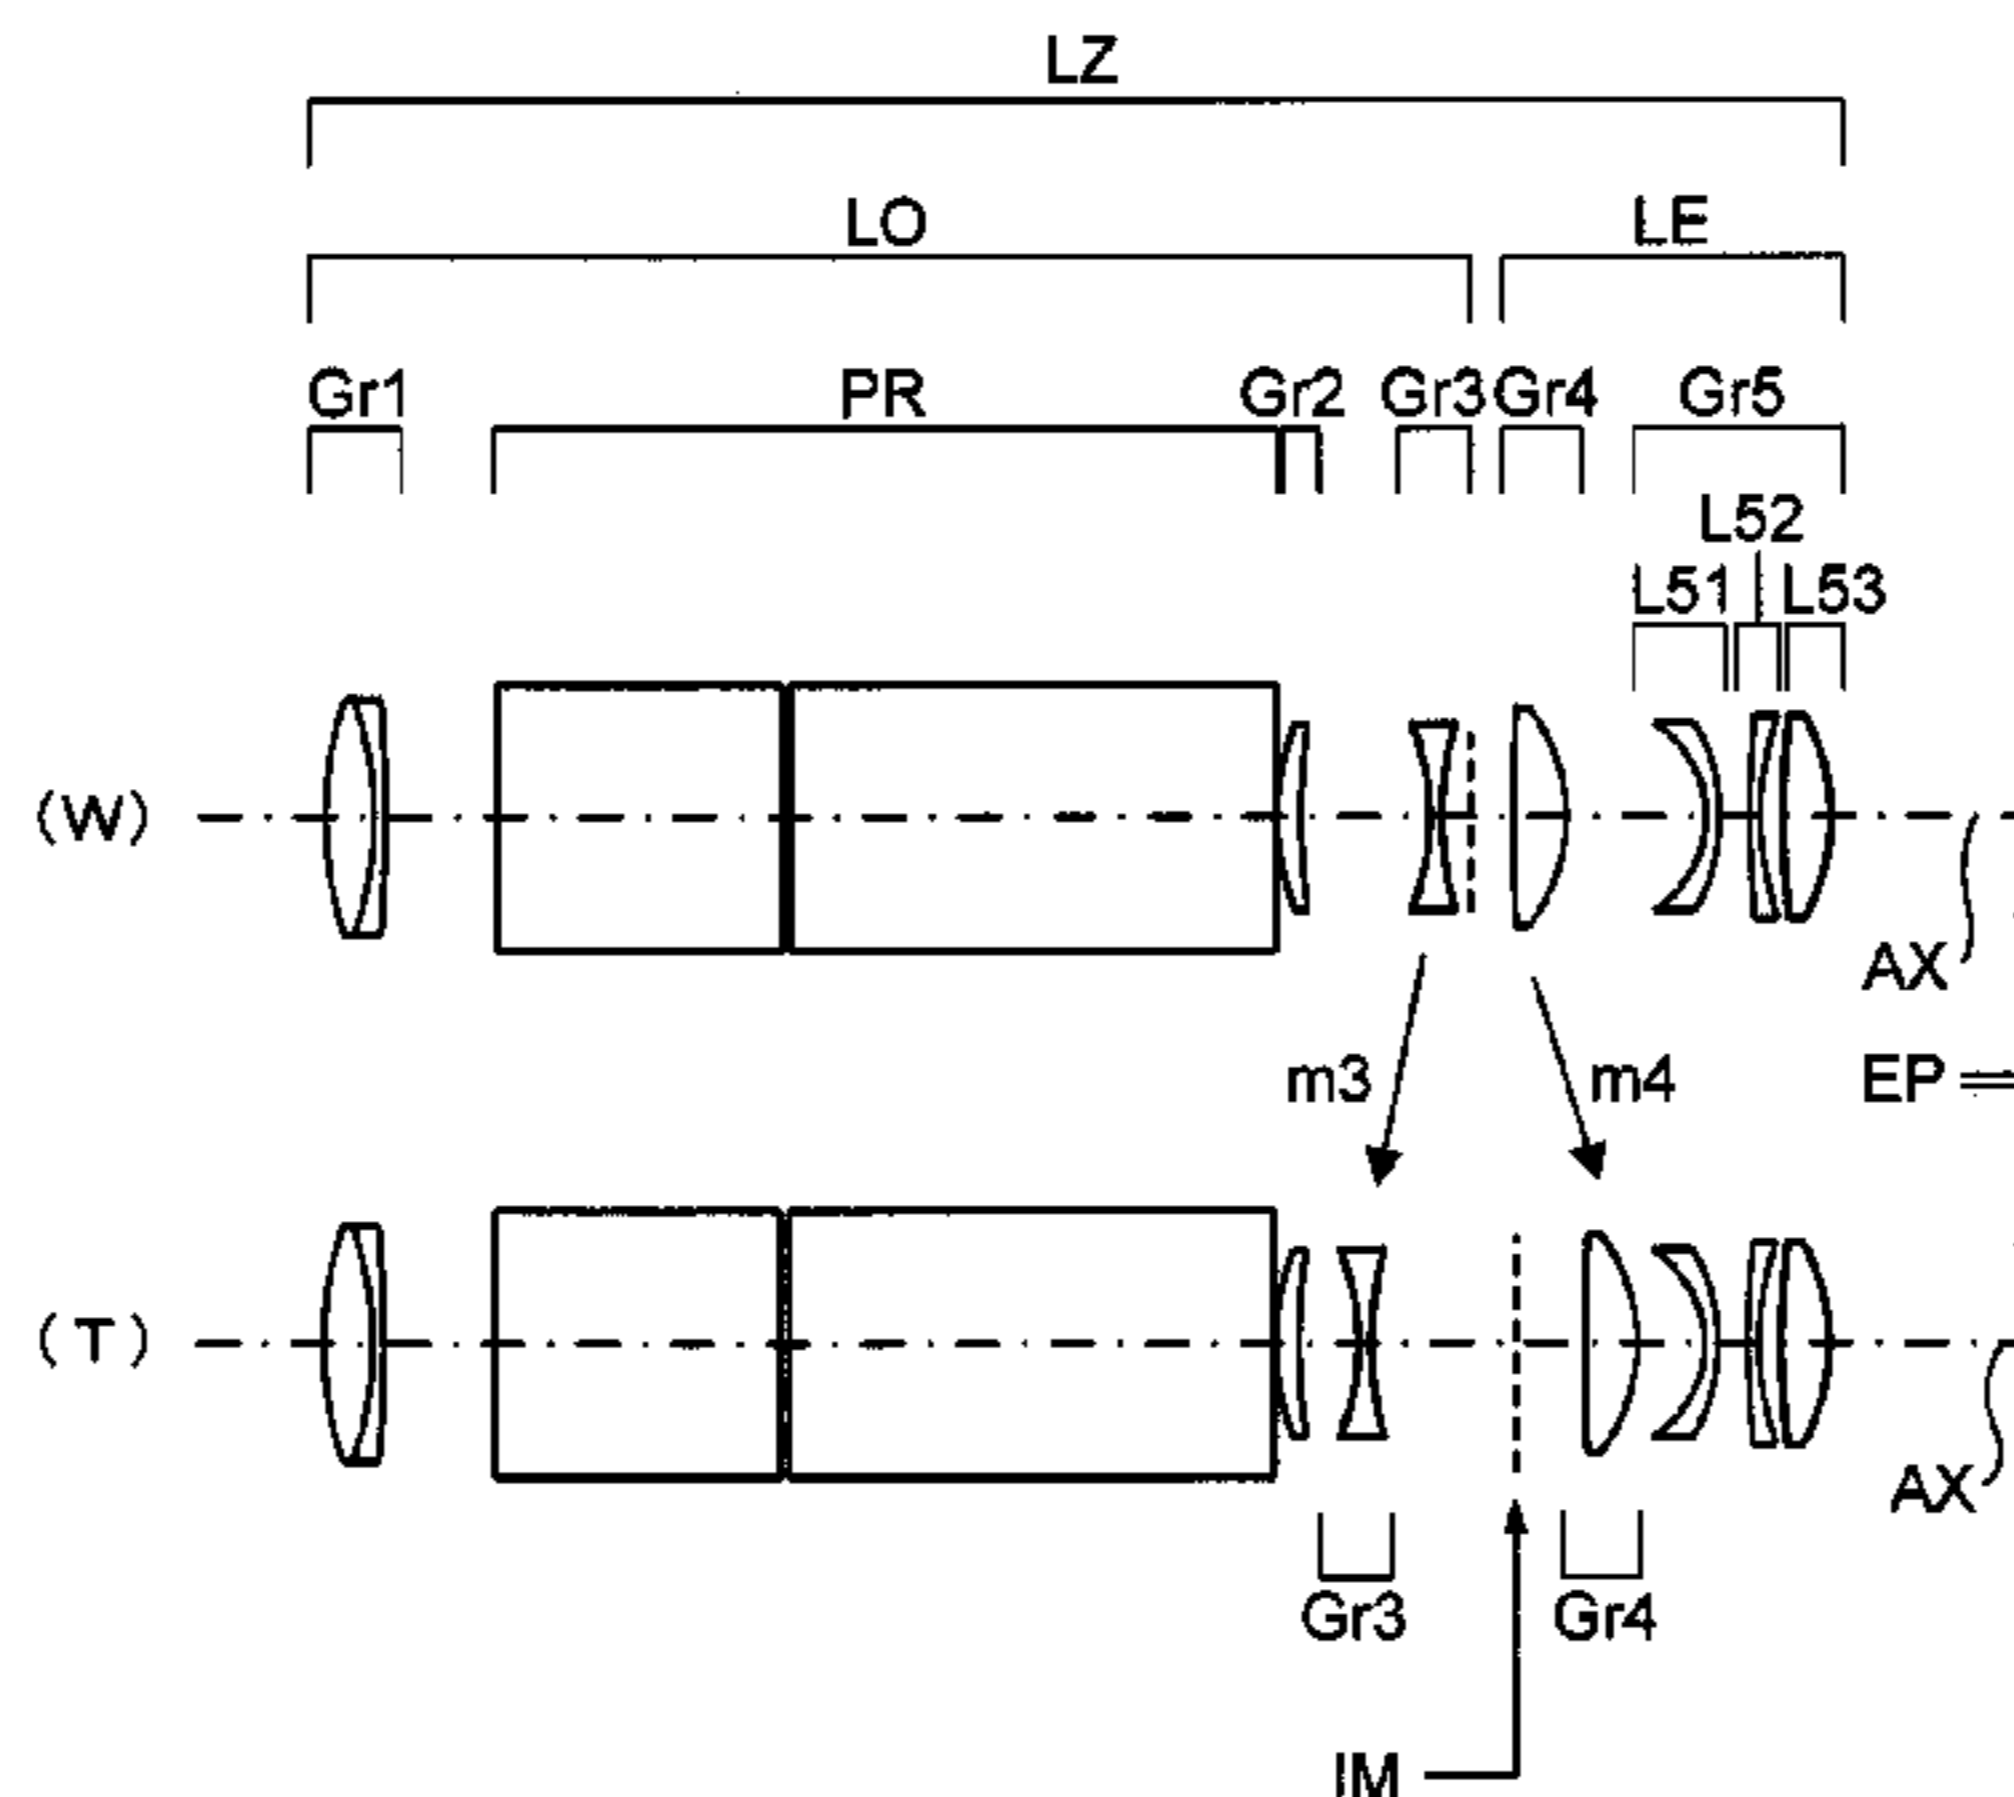 LZ
LO LE
Gr1 PR Gr2 Gr3 Gr4 Gr5
L52
L51 L53
(W)
AX
m3 m4 EP
(T)
AX
Gr3 Gr4
IM